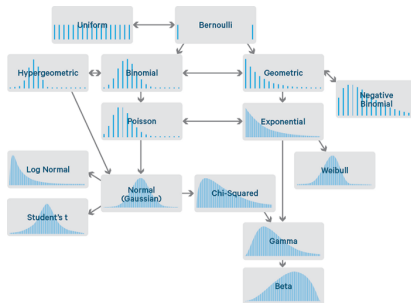 Uniform
Bernoulli
Hypergeometric
Binomial
Geometric
Negative
Binomial
Poisson
Exponential
Log Normal
Normal
(Gaussian)
Chi-Squared
Weibull
Student's t
Gamma
Beta